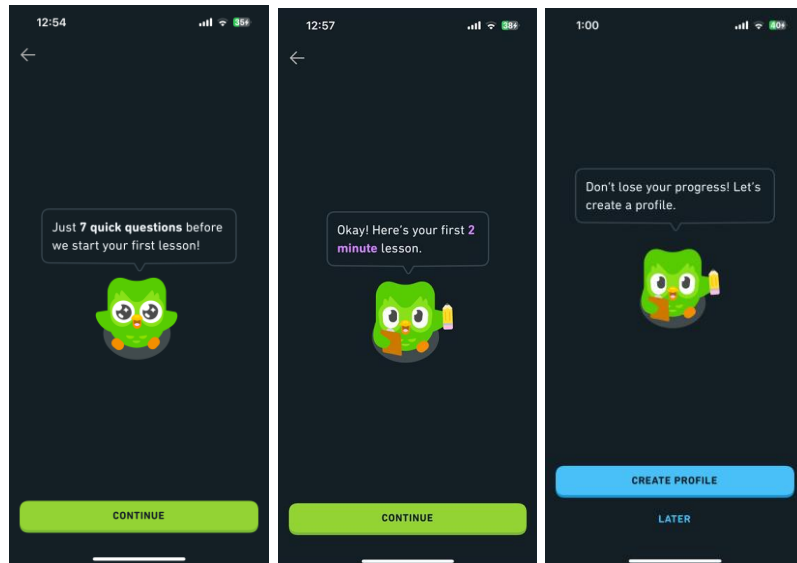 12:54
35
Just 7 quick questions before
we start your first lesson!
CONTINUE
12:57
38
Okay! Here's your first 2
minute lesson.
CONTINUE
1:00
40
Don't lose your progress! Let's
create a profile.
CREATE PROFILE
LATER